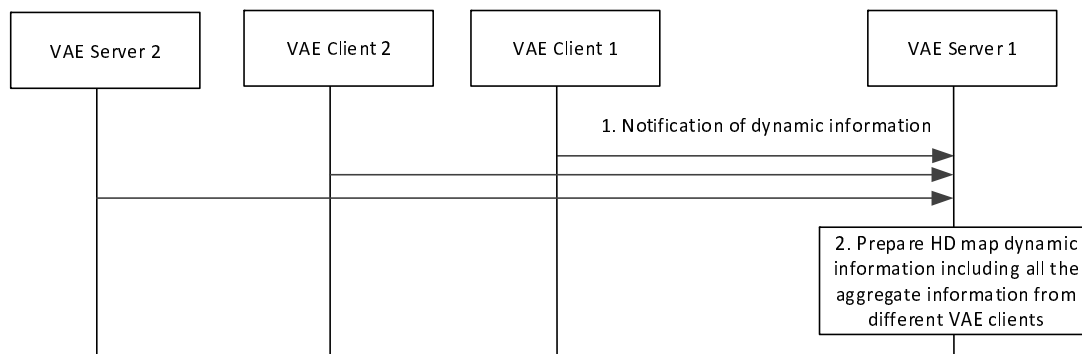 VAE Server 2
VAE Client 2
VAE Client 1
VAE Server 1
1. Notification of dynamic information
2. Prepare HD map dynamic
information including all the
aggregate information from
different VAE clients